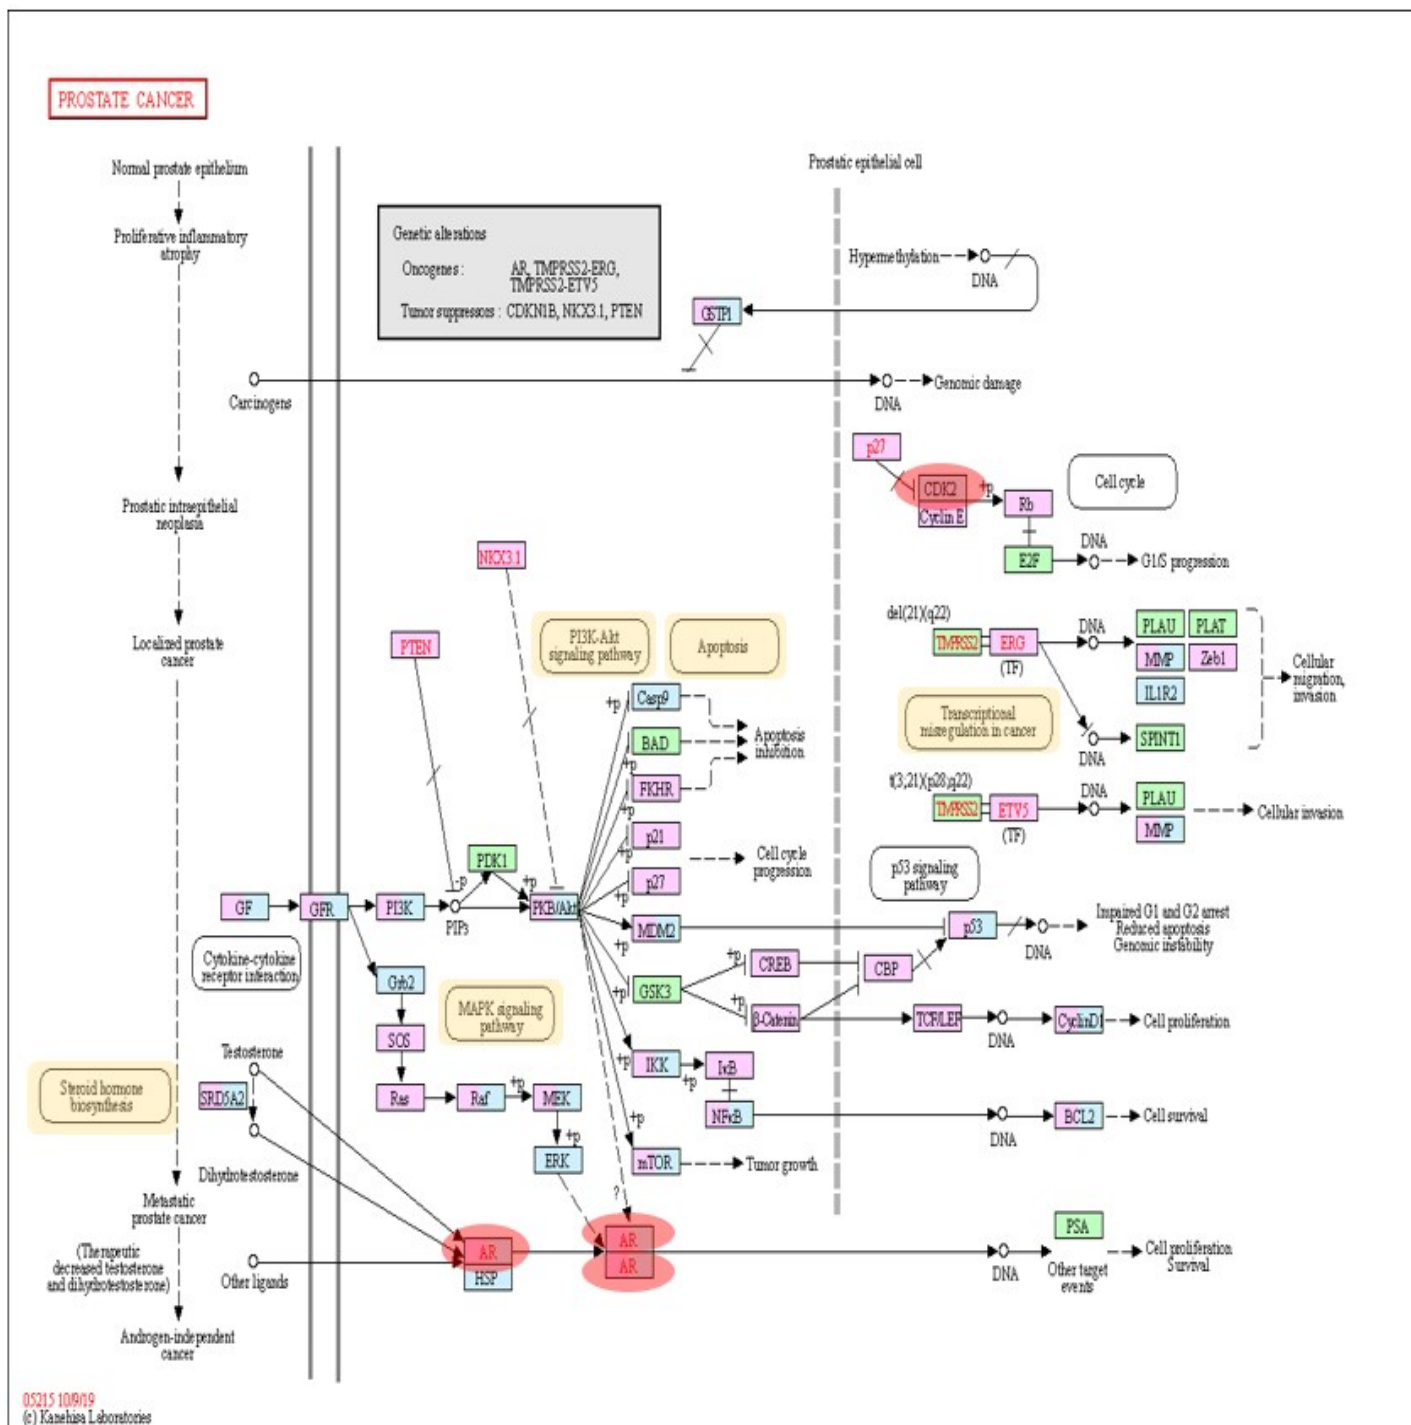 PROSTATE CANCER
Normal prostate epithelium
Proliferative inflammatory
atrophy
Prostatic intraepithelial
neoplasia
Localized prostate
cancer
Metastatic
prostate cancer
(Therapeutic
decreased testosterone
and dihydrotestosterone)
Androgen-independent
cancer
Genetic alterations
Oncogenes : AR, TMPRSS2-ERG,
TMPRSS2-ETV5
Tumor suppressors : CDKN1B, NKX3.1, PTEN
Prostatic epithelial cell
Hypermethylation
DNA
GSTP1
Carcinogens
DNA
Genomic damage
p27
CDK2
+p
Cyclin E
Rb
Cell cycle
E2F
DNA
G1/S progression
NKX3.1
PTEN
PI3K-Akt
signaling pathway
Apoptosis
del(21)(q22)
TMPRSS2
ERG
(TF)
DNA
PLAU
PLAT
MMP
Zeb1
IL1R2
Cellular
migration,
invasion
Transcriptional
misregulation in cancer
DNA
SPINT1
t(3;21)(p28;q22)
TMPRSS2
ETV5
(TF)
DNA
PLAU
MMP
Cellular invasion
+p
Casp9
BAD
+p
FKHR
+p
Apoptosis
inhibition
p21
+p
p27
+p
Cell cycle
progression
PDK1
-p
+p
GF
GFR
PI3K
PIP3
PKB/Akt
MDM2
+p
p53 signaling
pathway
p53
DNA
Impaired G1 and G2 arrest
Reduced apoptosis
Genomic instability
Cytokine-cytokine
receptor interaction
Grb2
SOS
MAPK signaling
pathway
GSK3
+p
+p
CREB
CBP
+p
β-Catenin
TCF/LEF
DNA
CyclinD1
Cell proliferation
Steroid hormone
biosynthesis
Testosterone
SRD5A2
Dihydrotestosterone
Ras
Raf
+p
MEK
+p
ERK
+p
IKK
+p
IκB
NFκB
DNA
BCL2
Cell survival
+p
mTOR
Tumor growth
?
AR
HSP
AR
AR
Other ligands
DNA
PSA
Other target
events
Cell proliferation
Survival
05215 10/9/19
(c) Kanehisa Laboratories